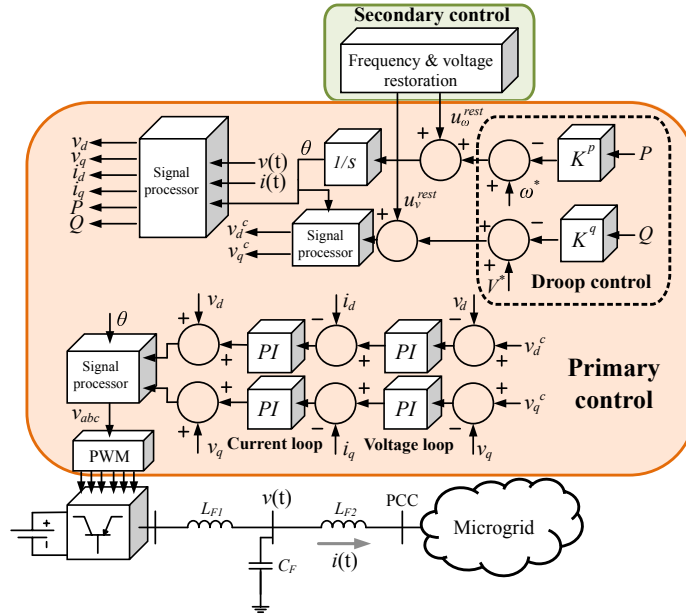 Secondary control
Frequency & voltage
restoration
u_ω^rest
θ
1/s
K^p
P
ω*
v_d
v_q
i_d
i_q
P
Q
Signal
processor
v(t)
i(t)
u_v^rest
v_d^c
v_q^c
Signal
processor
K^q
Q
V*
Droop control
θ
v_d
i_d
v_d
PI
PI
v_d^c
Signal
processor
Primary
control
PI
PI
v_q^c
v_abc
v_q
Current loop
i_q
Voltage loop
v_q
PWM
L_F1
v(t)
L_F2
PCC
Microgrid
C_F
i(t)